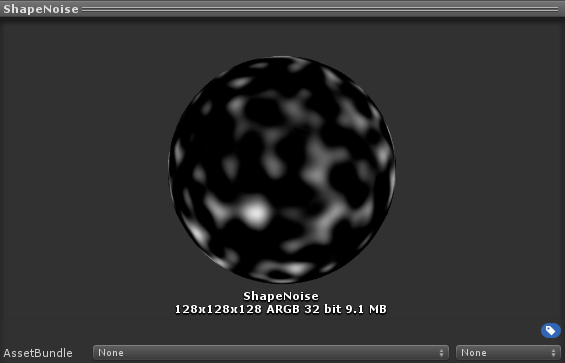 ShapeNoise
ShapeNoise
128x128x128 ARGB 32 bit 9.1 MB
AssetBundle None None